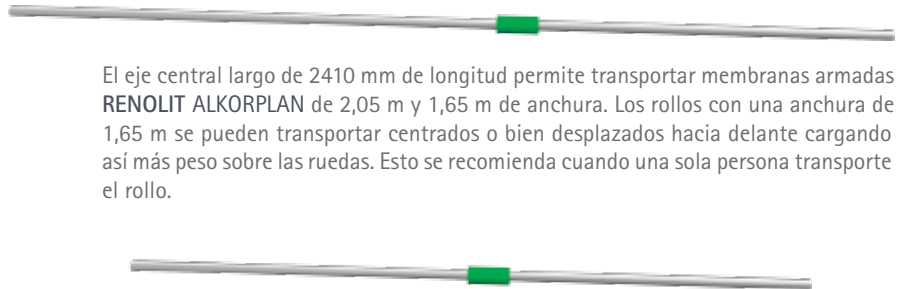 El eje central largo de 2410 mm de longitud permite transportar membranas armadas
RENOLIT ALKORPLAN de 2,05 m y 1,65 m de anchura. Los rollos con una anchura de
1,65 m se pueden transportar centrados o bien desplazados hacia delante cargando
así más peso sobre las ruedas. Esto se recomienda cuando una sola persona transporte
el rollo.